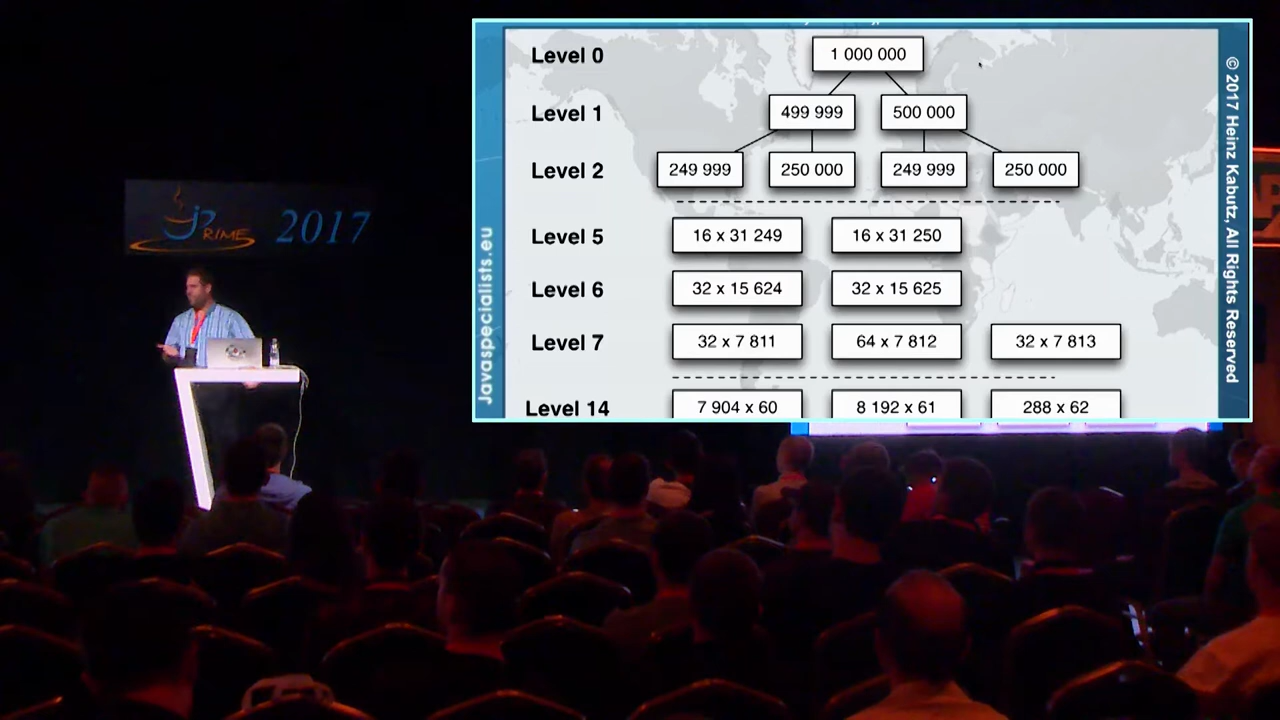 Level 0
1 000 000
Level 1
499 999
500 000
Level 2
249 999
250 000
249 999
250 000
Level 5
16 x 31 249
16 x 31 250
Level 6
32 x 15 624
32 x 15 625
Level 7
32 x 7 811
64 x 7 812
32 x 7 813
Level 14
7 904 x 60
8 192 x 61
288 x 62
Javaspecialists.eu
© 2017 Heinz Kabutz, All Rights Reserved
jPRIME 2017